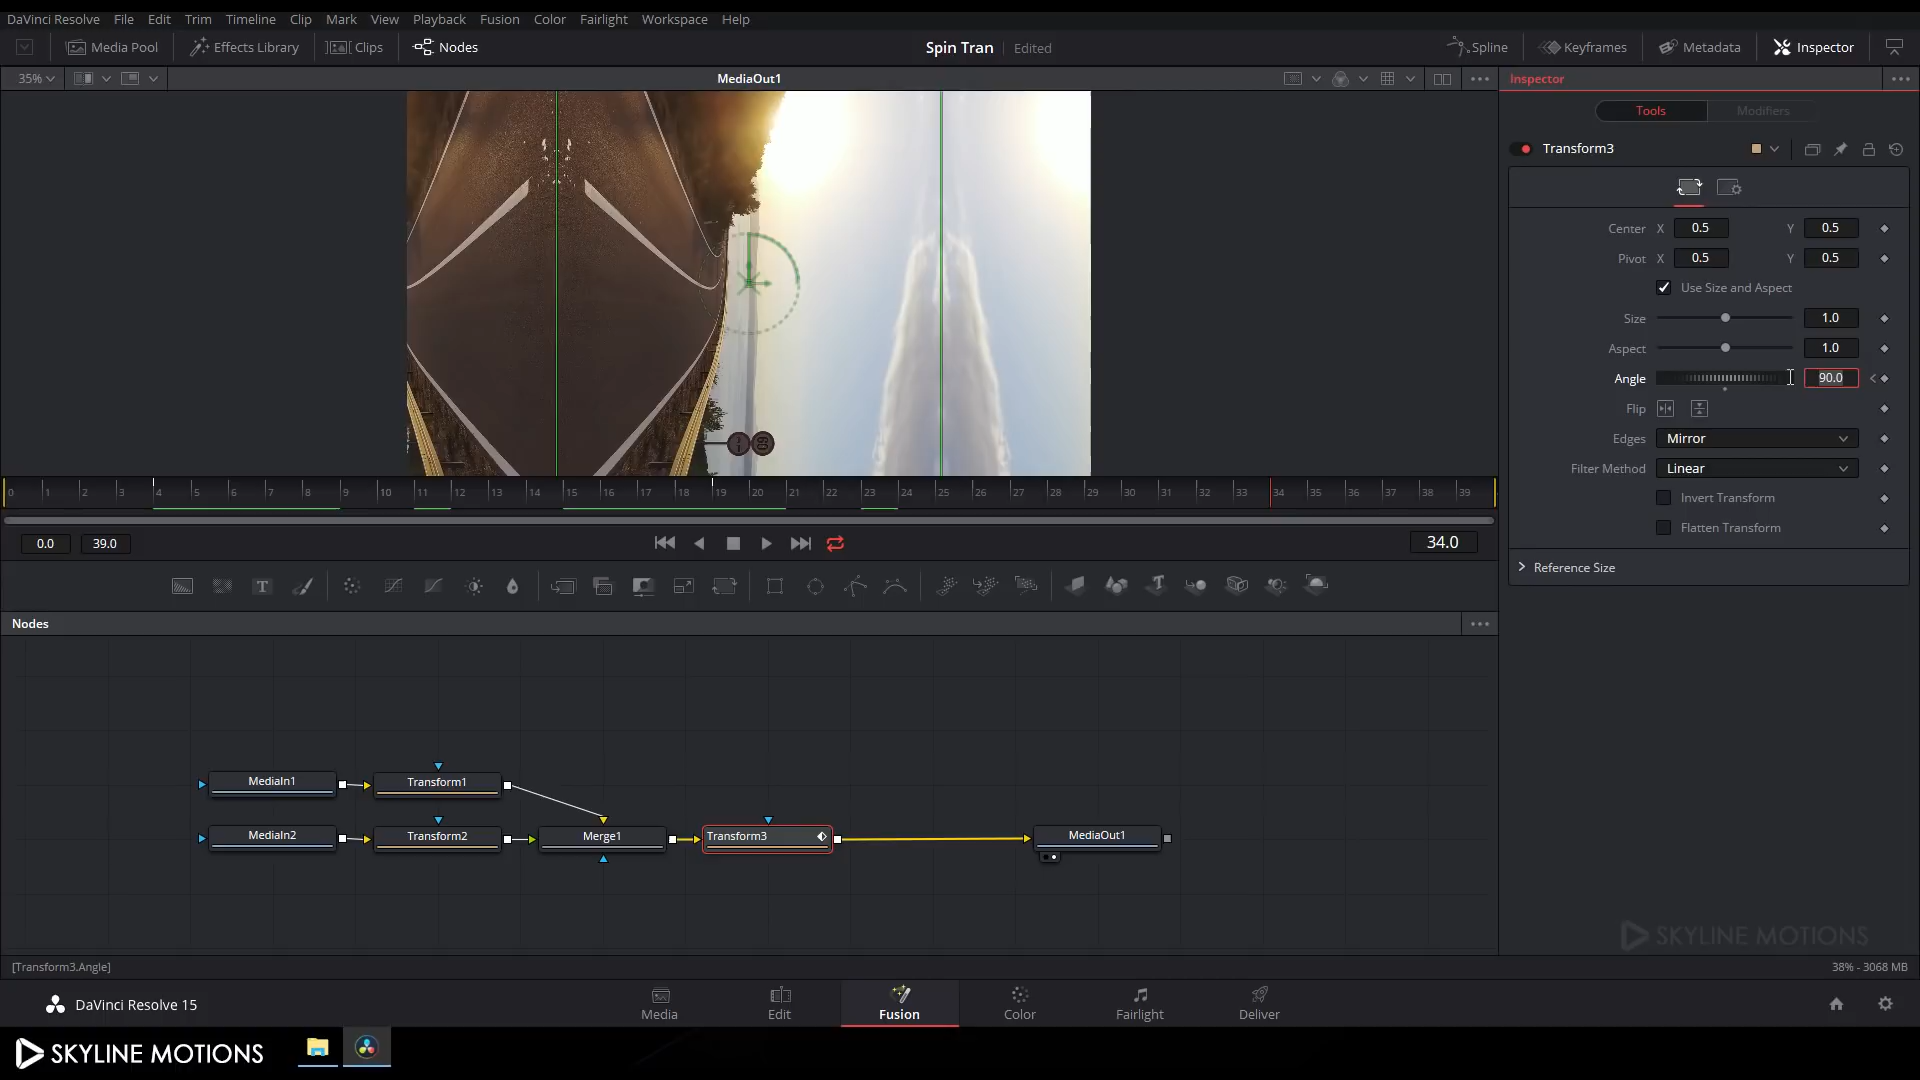 DaVinci Resolve File Edit Trim Timeline Clip Mark View Playback Fusion Color Fairlight Workspace Help
Media Pool Effects Library Clips Nodes Spin Tran Edited Spline Keyframes Metadata Inspector
35% MediaOut1 Inspector
Tools Modifiers
Transform3
Center X 0.5 Y 0.5
Pivot X 0.5 Y 0.5
Use Size and Aspect
Size 1.0
Aspect 1.0
Angle 90.0
Flip
Edges Mirror
Filter Method Linear
Invert Transform
Flatten Transform
Reference Size
0 1 2 3 4 5 6 7 8 9 10 11 12 13 14 15 16 17 18 19 20 21 22 23 24 25 26 27 28 29 30 31 32 33 34 35 36 37 38 39
0.0 39.0 34.0
T
Nodes
MediaIn1 Transform1
MediaIn2 Transform2 Merge1 Transform3 MediaOut1
SKYLINE MOTIONS
[Transform3.Angle] 38% - 3068 MB
DaVinci Resolve 15 Media Edit Fusion Color Fairlight Deliver
SKYLINE MOTIONS